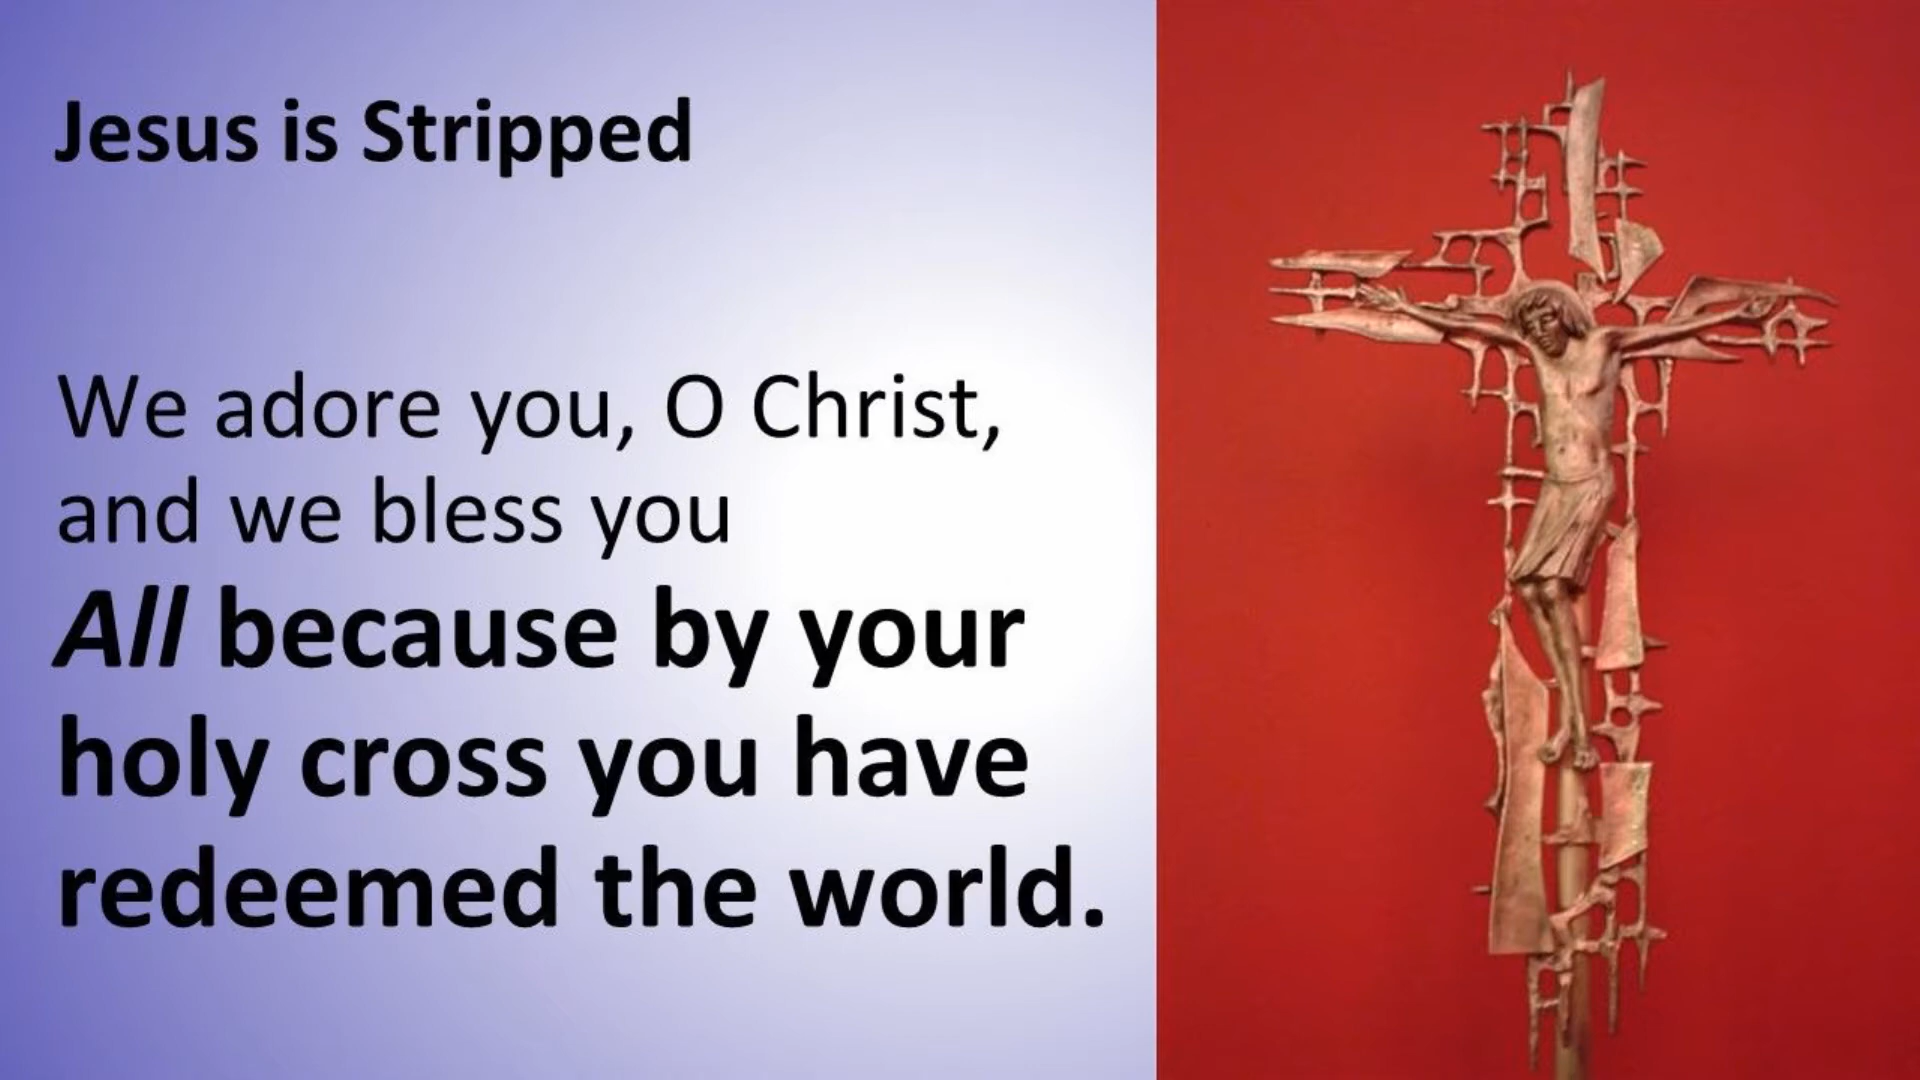 Jesus is Stripped
We adore you, O Christ,
and we bless you
All because by your
holy cross you have
redeemed the world.